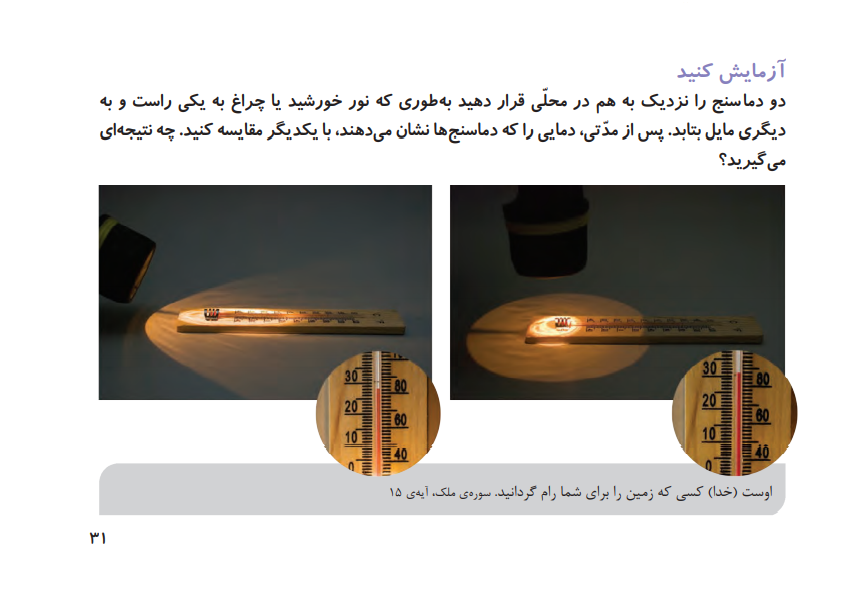 آزمایش کنید
دو دماسنج را نزدیک به هم در محلّی قرار دهید به‌طوری که نور خورشید یا چراغ به یکی راست و به
دیگری مایل بتابد. پس از مدّتی، دمایی را که دماسنج‌ها نشان می‌دهند، با یکدیگر مقایسه کنید. چه نتیجه‌ای
می‌گیرید؟
30 80
20 60
10 40
0
30 80
20 60
10 40
0
اوست (خدا) کسی که زمین را برای شما رام گردانید. سوره‌ی ملک، آیه‌ی ۱۵
۳۱